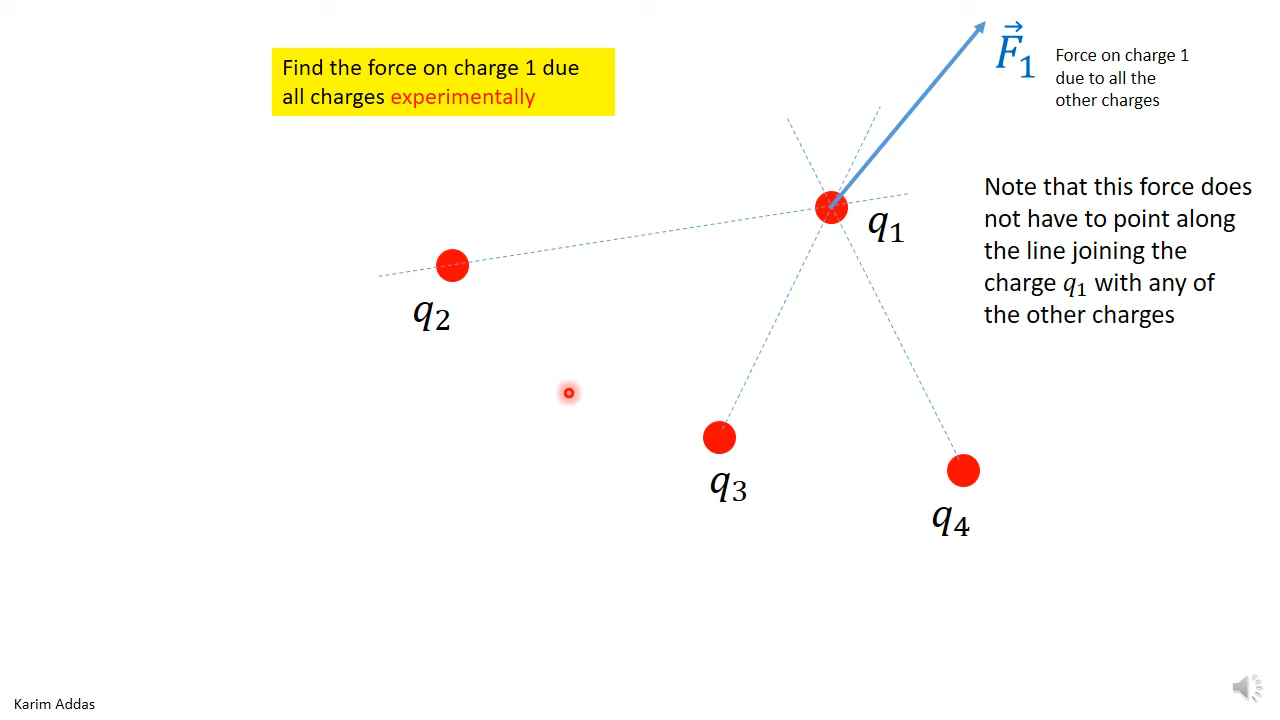 Find the force on charge 1 due
all charges experimentally
F⃗₁
Force on charge 1
due to all the
other charges
Note that this force does
not have to point along
the line joining the
charge q₁ with any of
the other charges
q₁
q₂
q₃
q₄
Karim Addas